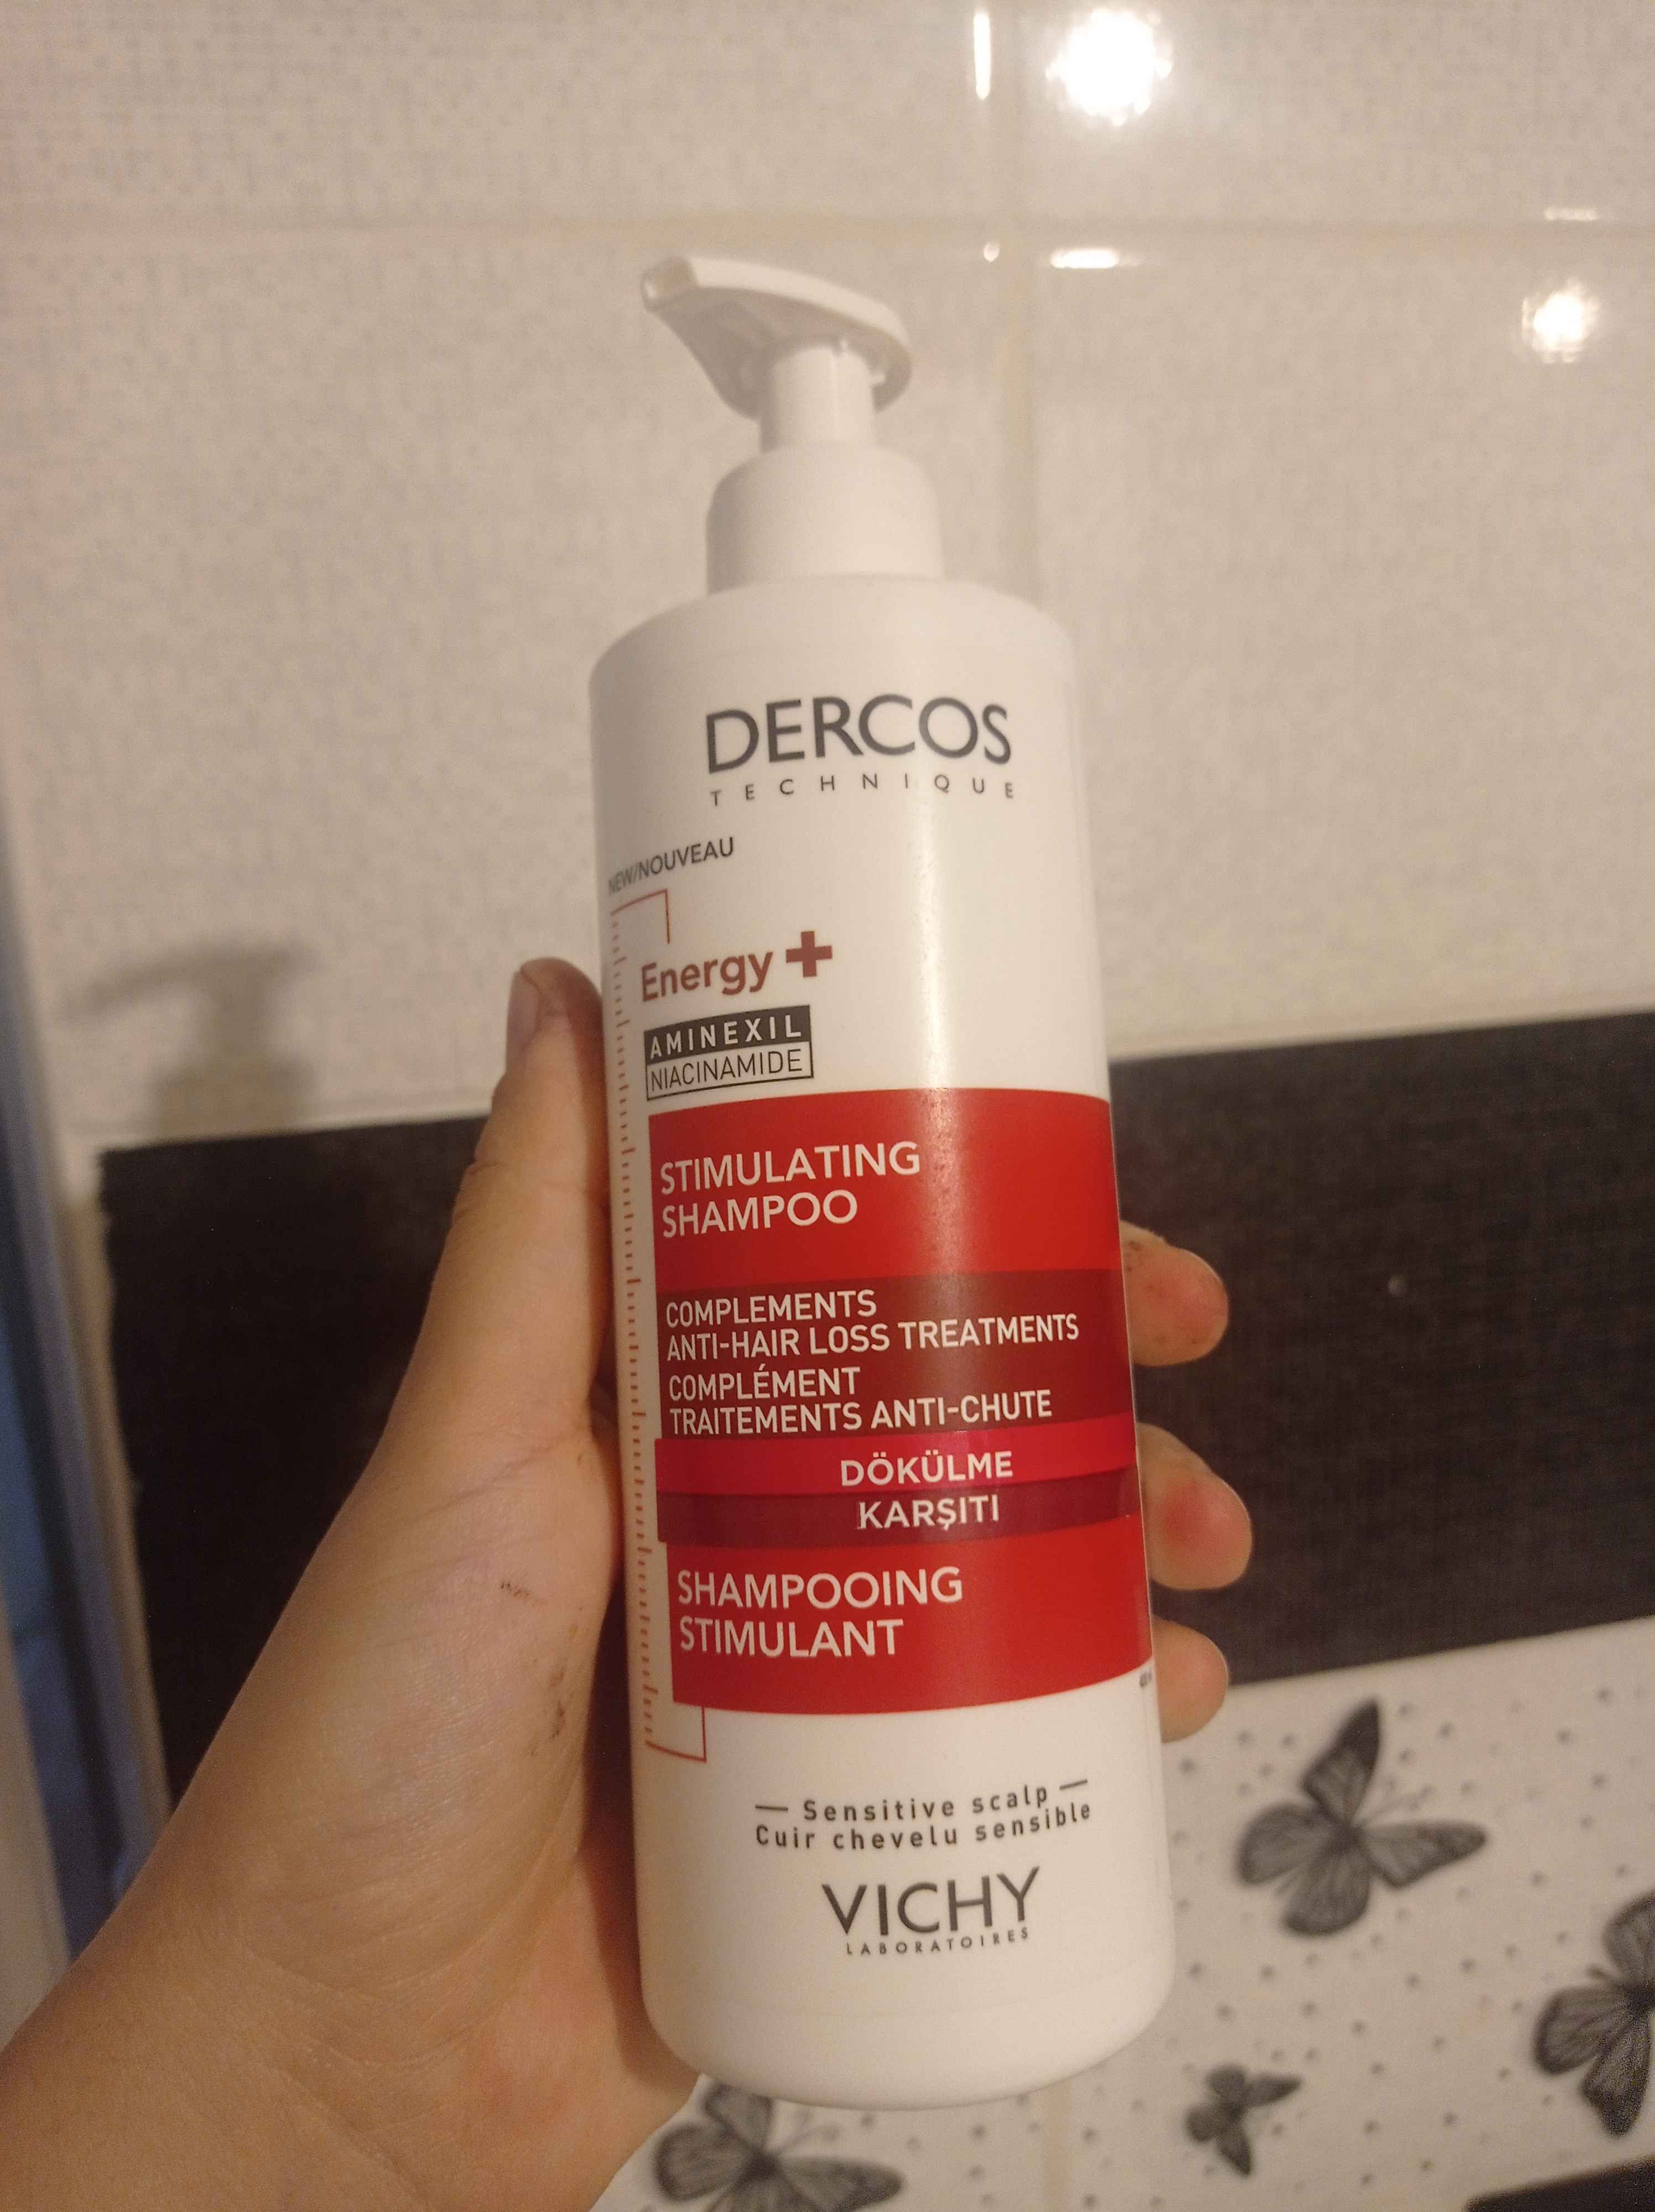 DERCOS
TECHNIQUE
NEW/NOUVEAU
Energy +
AMINEXIL
NIACINAMIDE
STIMULATING
SHAMPOO
COMPLEMENTS
ANTI-HAIR LOSS TREATMENTS
COMPLÉMENT
TRAITEMENTS ANTI-CHUTE
DÖKÜLME
KARŞITI
SHAMPOOING
STIMULANT
— Sensitive scalp —
Cuir chevelu sensible
VICHY
LABORATOIRES